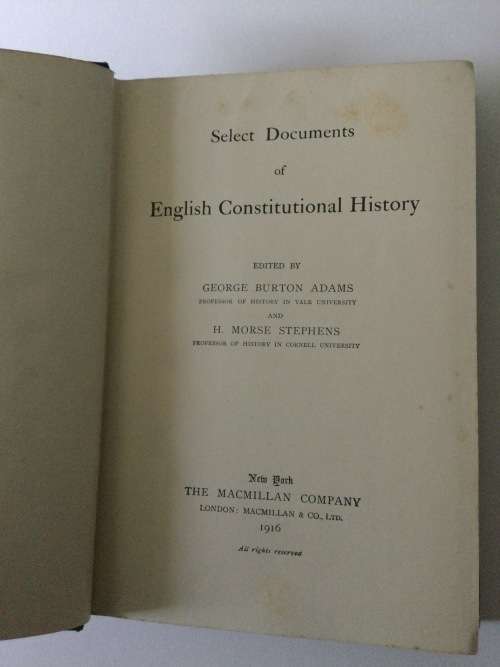 Select Documents
of
English Constitutional History
EDITED BY
GEORGE BURTON ADAMS
PROFESSOR OF HISTORY IN YALE UNIVERSITY
AND
H. MORSE STEPHENS
PROFESSOR OF HISTORY IN CORNELL UNIVERSITY
New York
THE MACMILLAN COMPANY
LONDON: MACMILLAN & CO., LTD.
1916
All rights reserved